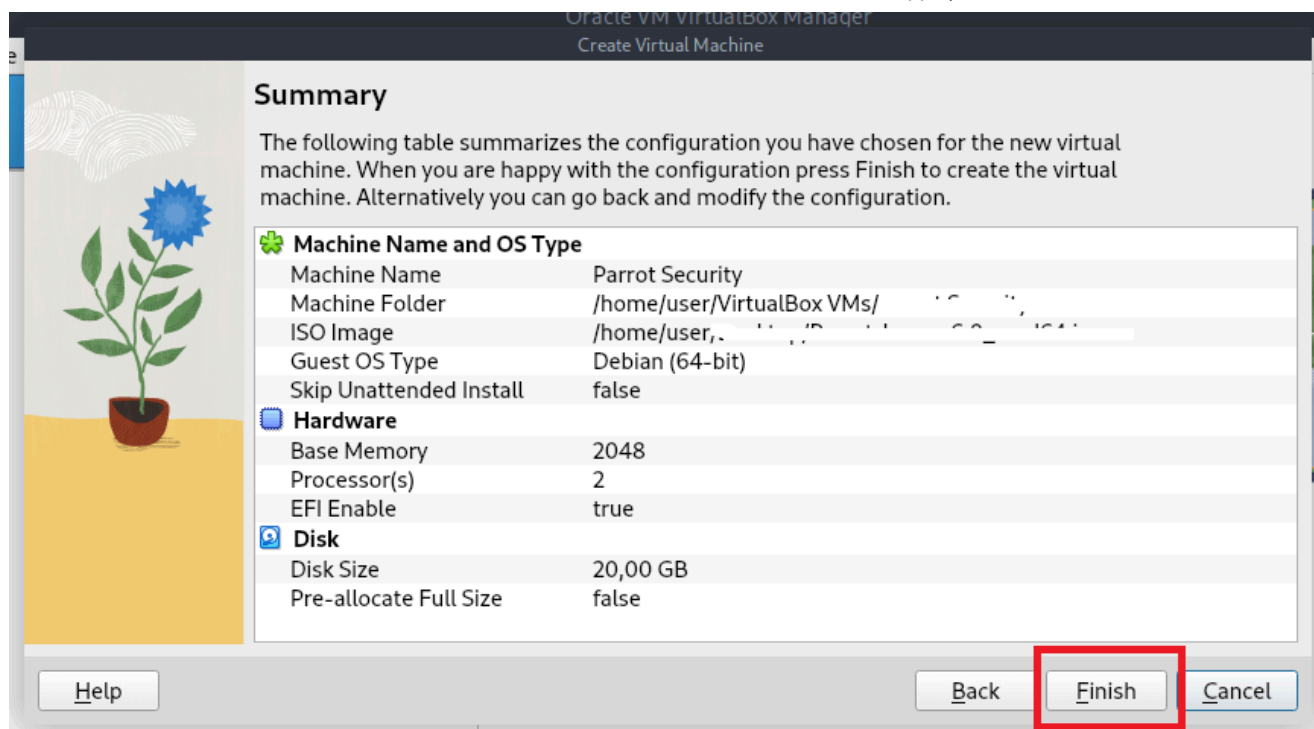 Oracle VM VirtualBox Manager
Create Virtual Machine
e
Summary
The following table summarizes the configuration you have chosen for the new virtual
machine. When you are happy with the configuration press Finish to create the virtual
machine. Alternatively you can go back and modify the configuration.
Machine Name and OS Type
Machine Name Parrot Security
Machine Folder /home/user/VirtualBox VMs/
ISO Image /home/user/
Guest OS Type Debian (64-bit)
Skip Unattended Install false
Hardware
Base Memory 2048
Processor(s) 2
EFI Enable true
Disk
Disk Size 20,00 GB
Pre-allocate Full Size false
Help Back Finish Cancel